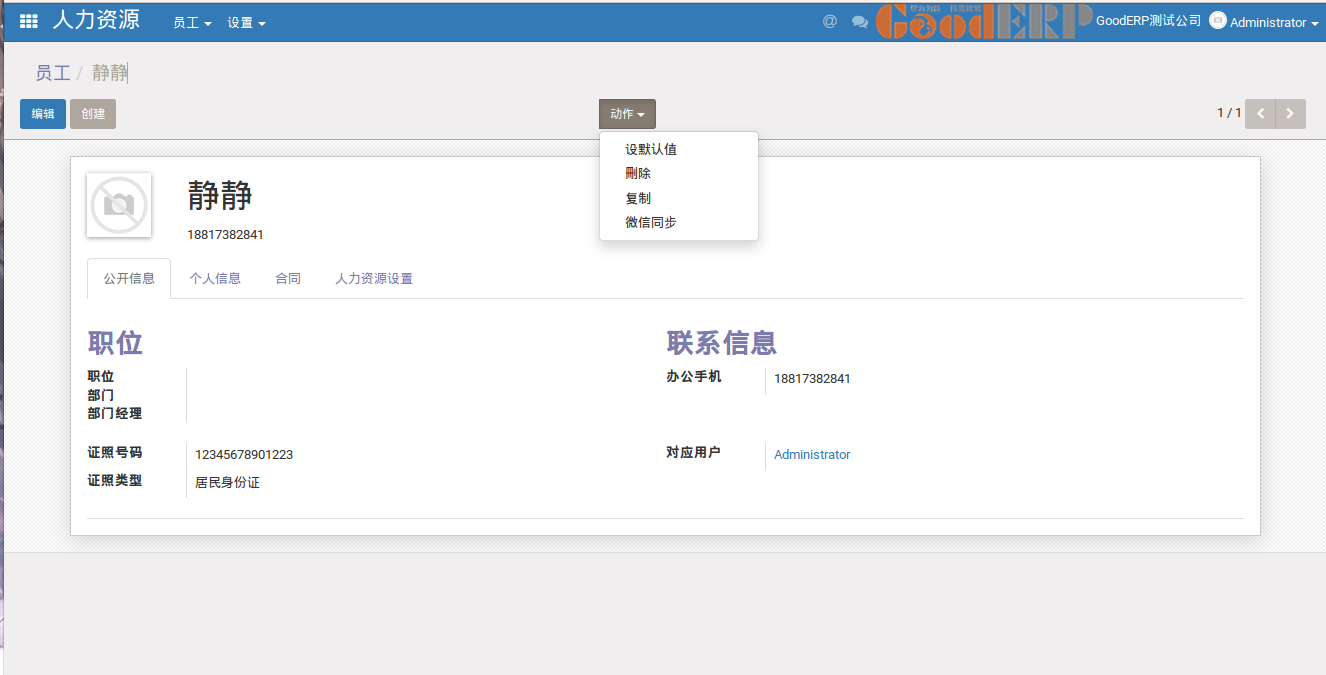 人力资源 员工 设置 @ GoodERP GoodERP测试公司 Administrator
员工 / 静静
编辑 创建 动作 1 / 1
设默认值
刪除
复制
微信同步
静静
18817382841
公开信息 个人信息 合同 人力资源设置
职位 联系信息
职位 办公手机 18817382841
部门
部门经理
证照号码 12345678901223 对应用户 Administrator
证照类型 居民身份证